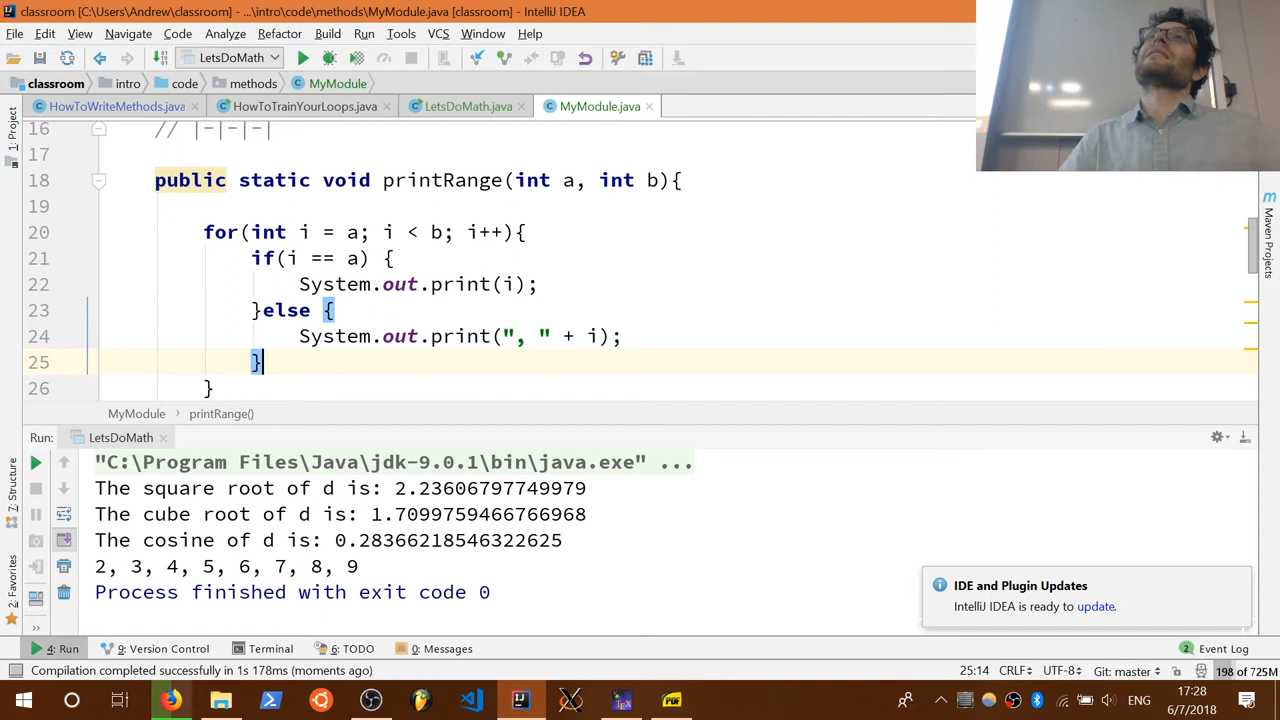 classroom [C:\Users\Andrew\classroom] - ...\intro\code\methods\MyModule.java [classroom] - IntelliJ IDEA
File Edit View Navigate Code Analyze Refactor Build Run Tools VCS Window Help
LetsDoMath
classroom intro code methods MyModule
HowToWriteMethods.java HowToTrainYourLoops.java LetsDoMath.java MyModule.java
1: Project
Maven Projects
16 // |-|-|-|
17
18 public static void printRange(int a, int b){
19
20 for(int i = a; i < b; i++){
21 if(i == a) {
22 System.out.print(i);
23 }else {
24 System.out.print(", " + i);
25 }
26 }
MyModule printRange()
Run: LetsDoMath
7: Structure
2: Favorites
"C:\Program Files\Java\jdk-9.0.1\bin\java.exe" ...
The square root of d is: 2.23606797749979
The cube root of d is: 1.7099759466766968
The cosine of d is: 0.28366218546322625
2, 3, 4, 5, 6, 7, 8, 9
Process finished with exit code 0
IDE and Plugin Updates
IntelliJ IDEA is ready to update.
4: Run 9: Version Control Terminal 6: TODO 0: Messages 2 Event Log
Compilation completed successfully in 1s 178ms (moments ago) 25:14 CRLF UTF-8 Git: master 198 of 725M
ENG 17:28
6/7/2018